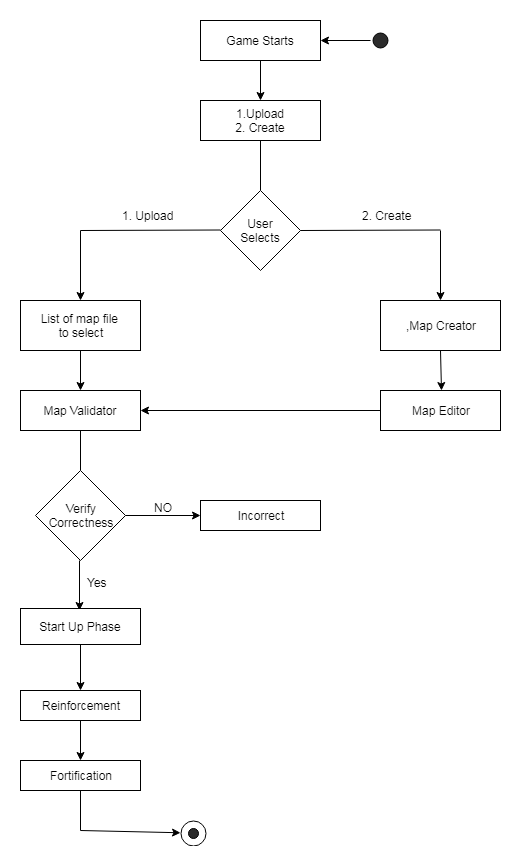 Game Starts
1.Upload
2. Create
User
Selects
1. Upload
2. Create
List of map file
to select
,Map Creator
Map Validator
Map Editor
Verify
Correctness
NO
Incorrect
Yes
Start Up Phase
Reinforcement
Fortification